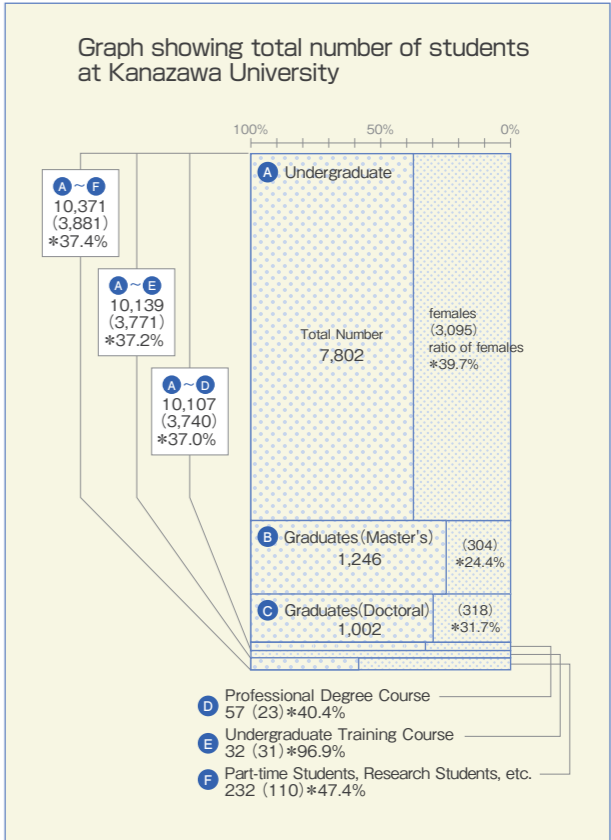 Graph showing total number of students
at Kanazawa University
100% 50% 0%
A～F
10,371
(3,881)
*37.4%
A～E
10,139
(3,771)
*37.2%
A～D
10,107
(3,740)
*37.0%
A Undergraduate
Total Number
7,802
females
(3,095)
ratio of females
*39.7%
B Graduates(Master's)
1,246
(304)
*24.4%
C Graduates(Doctoral)
1,002
(318)
*31.7%
D Professional Degree Course
57 (23)*40.4%
E Undergraduate Training Course
32 (31)*96.9%
F Part-time Students, Research Students, etc.
232 (110)*47.4%